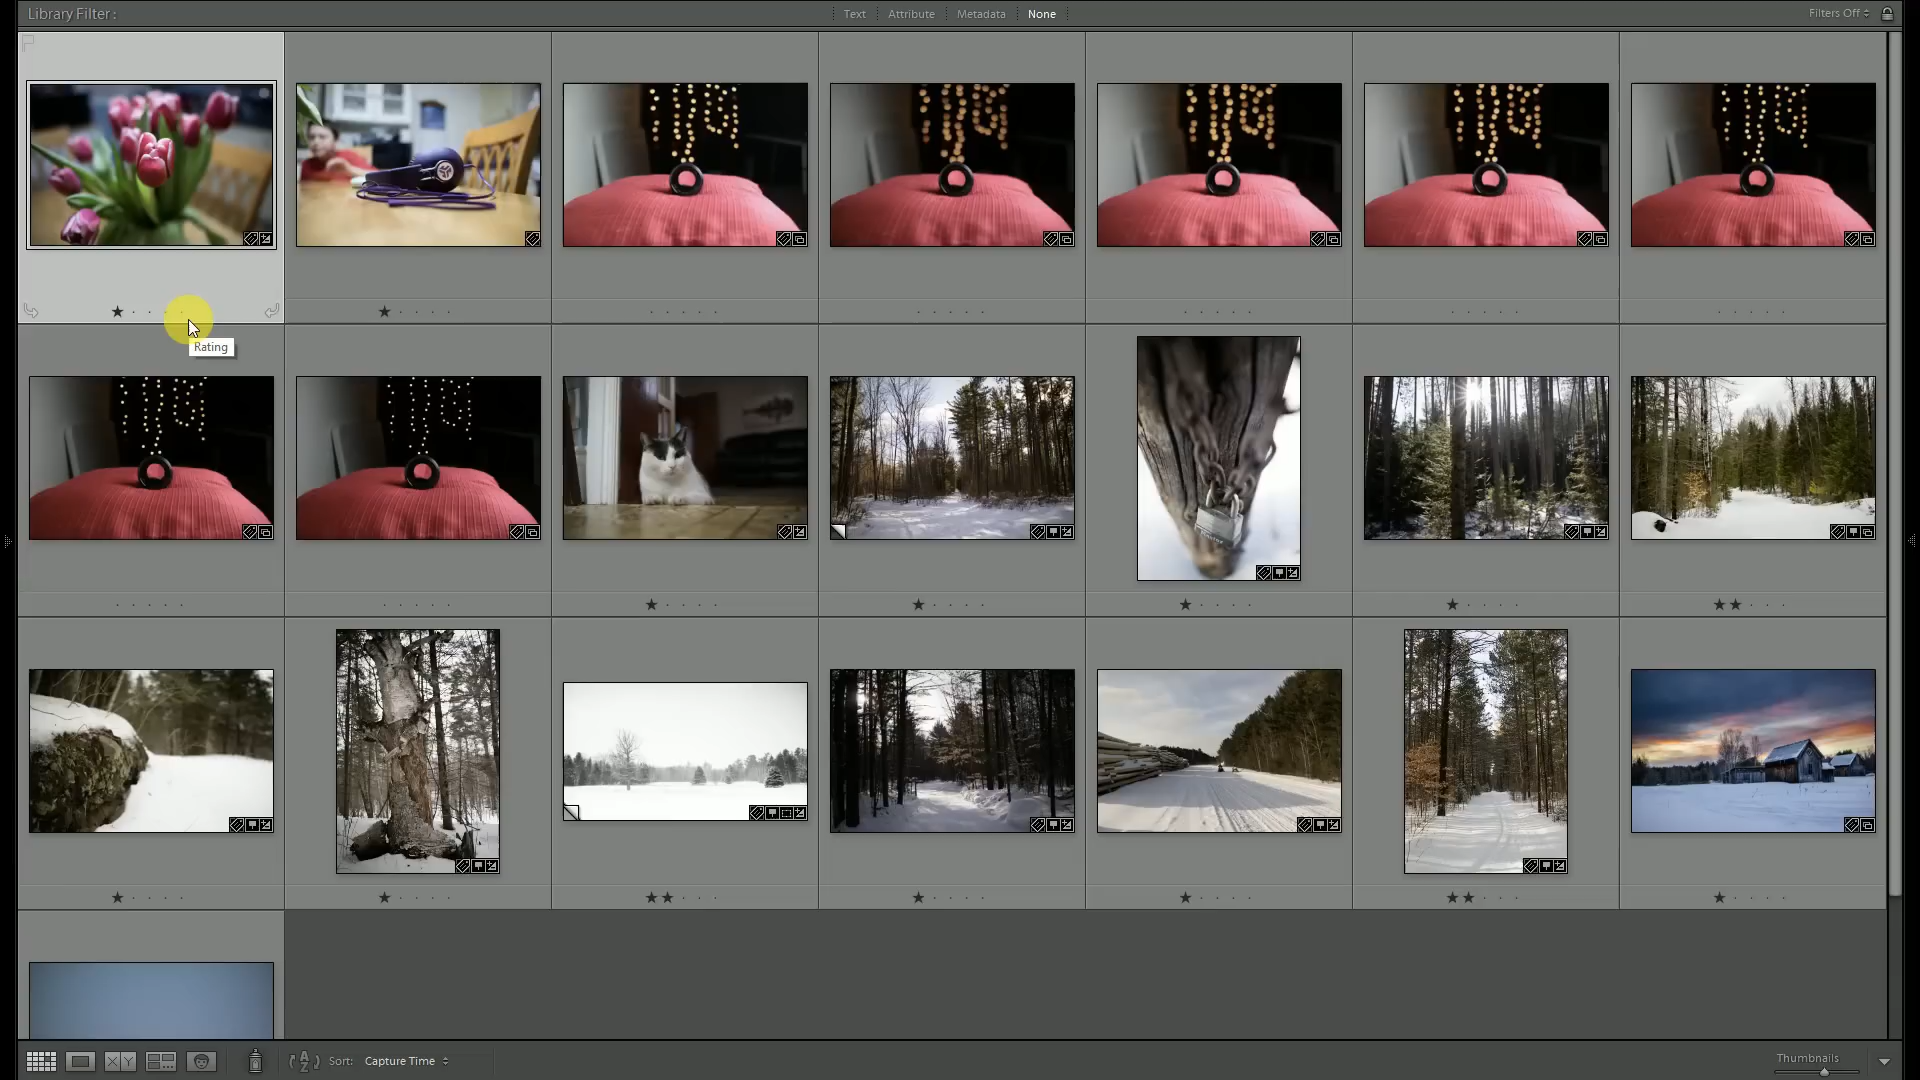 Library Filter :
Text
Attribute
Metadata
None
Filters Off
Rating
Sort:
Capture Time
Thumbnails